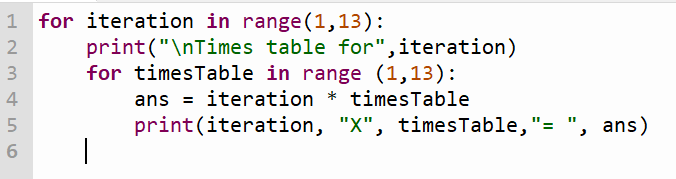 1 for iteration in range(1,13):
2     print("\nTimes table for",iteration)
3     for timesTable in range (1,13):
4         ans = iteration * timesTable
5         print(iteration, "X", timesTable,"= ", ans)
6